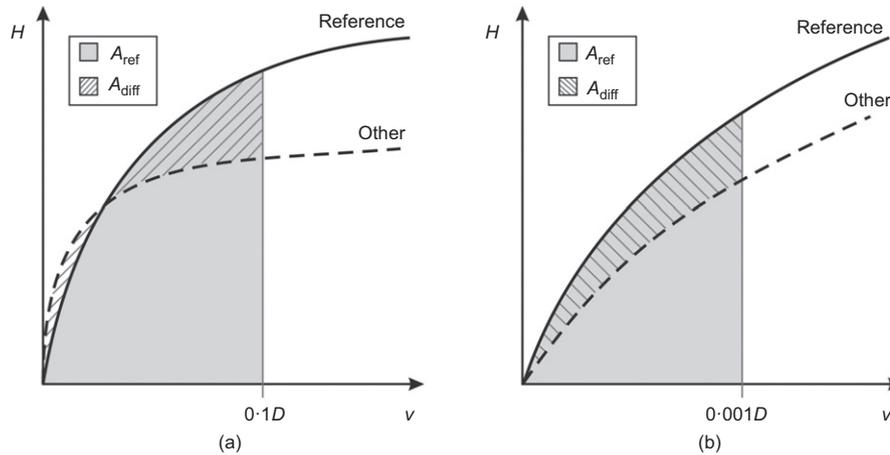 H
Reference
A_ref
A_diff
Other
0·1D
v
(a)
H
Reference
A_ref
A_diff
Other
0·001D
v
(b)